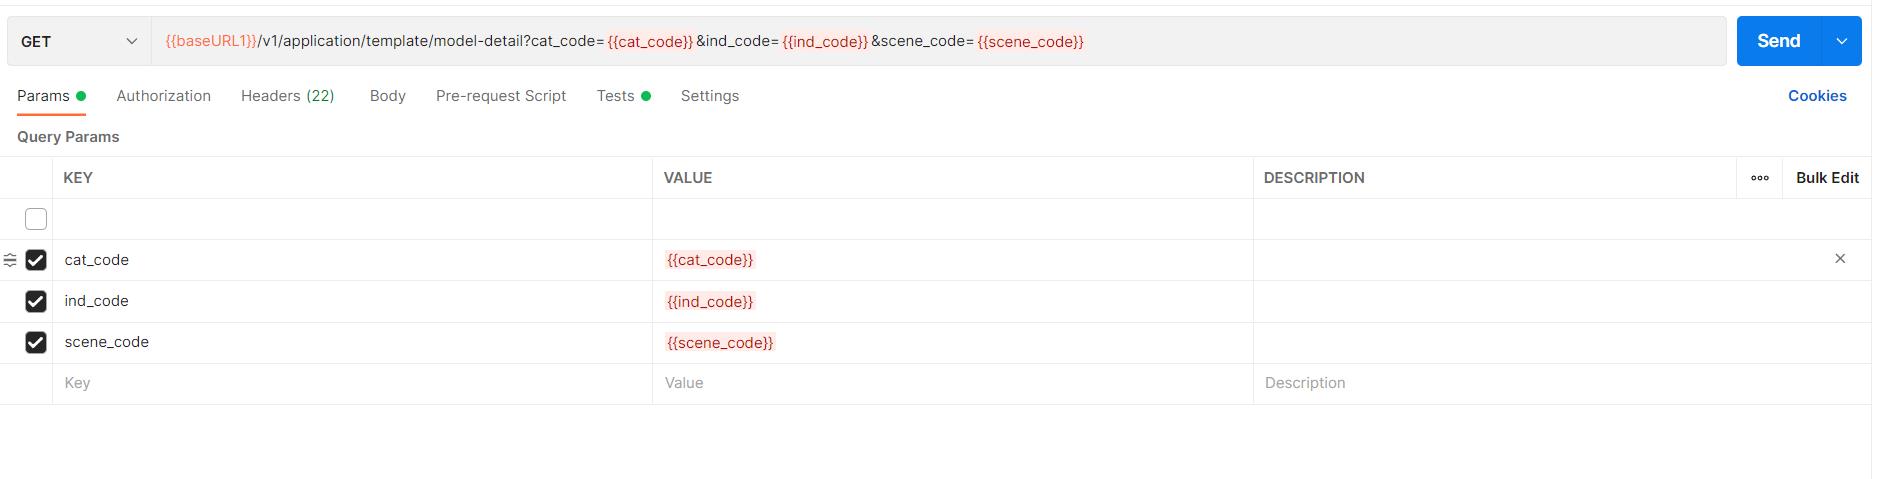 GET {{baseURL1}}/v1/application/template/model-detail?cat_code={{cat_code}}&ind_code={{ind_code}}&scene_code={{scene_code}} Send
Params Authorization Headers (22) Body Pre-request Script Tests Settings Cookies
Query Params
KEY VALUE DESCRIPTION Bulk Edit
cat_code {{cat_code}}
ind_code {{ind_code}}
scene_code {{scene_code}}
Key Value Description